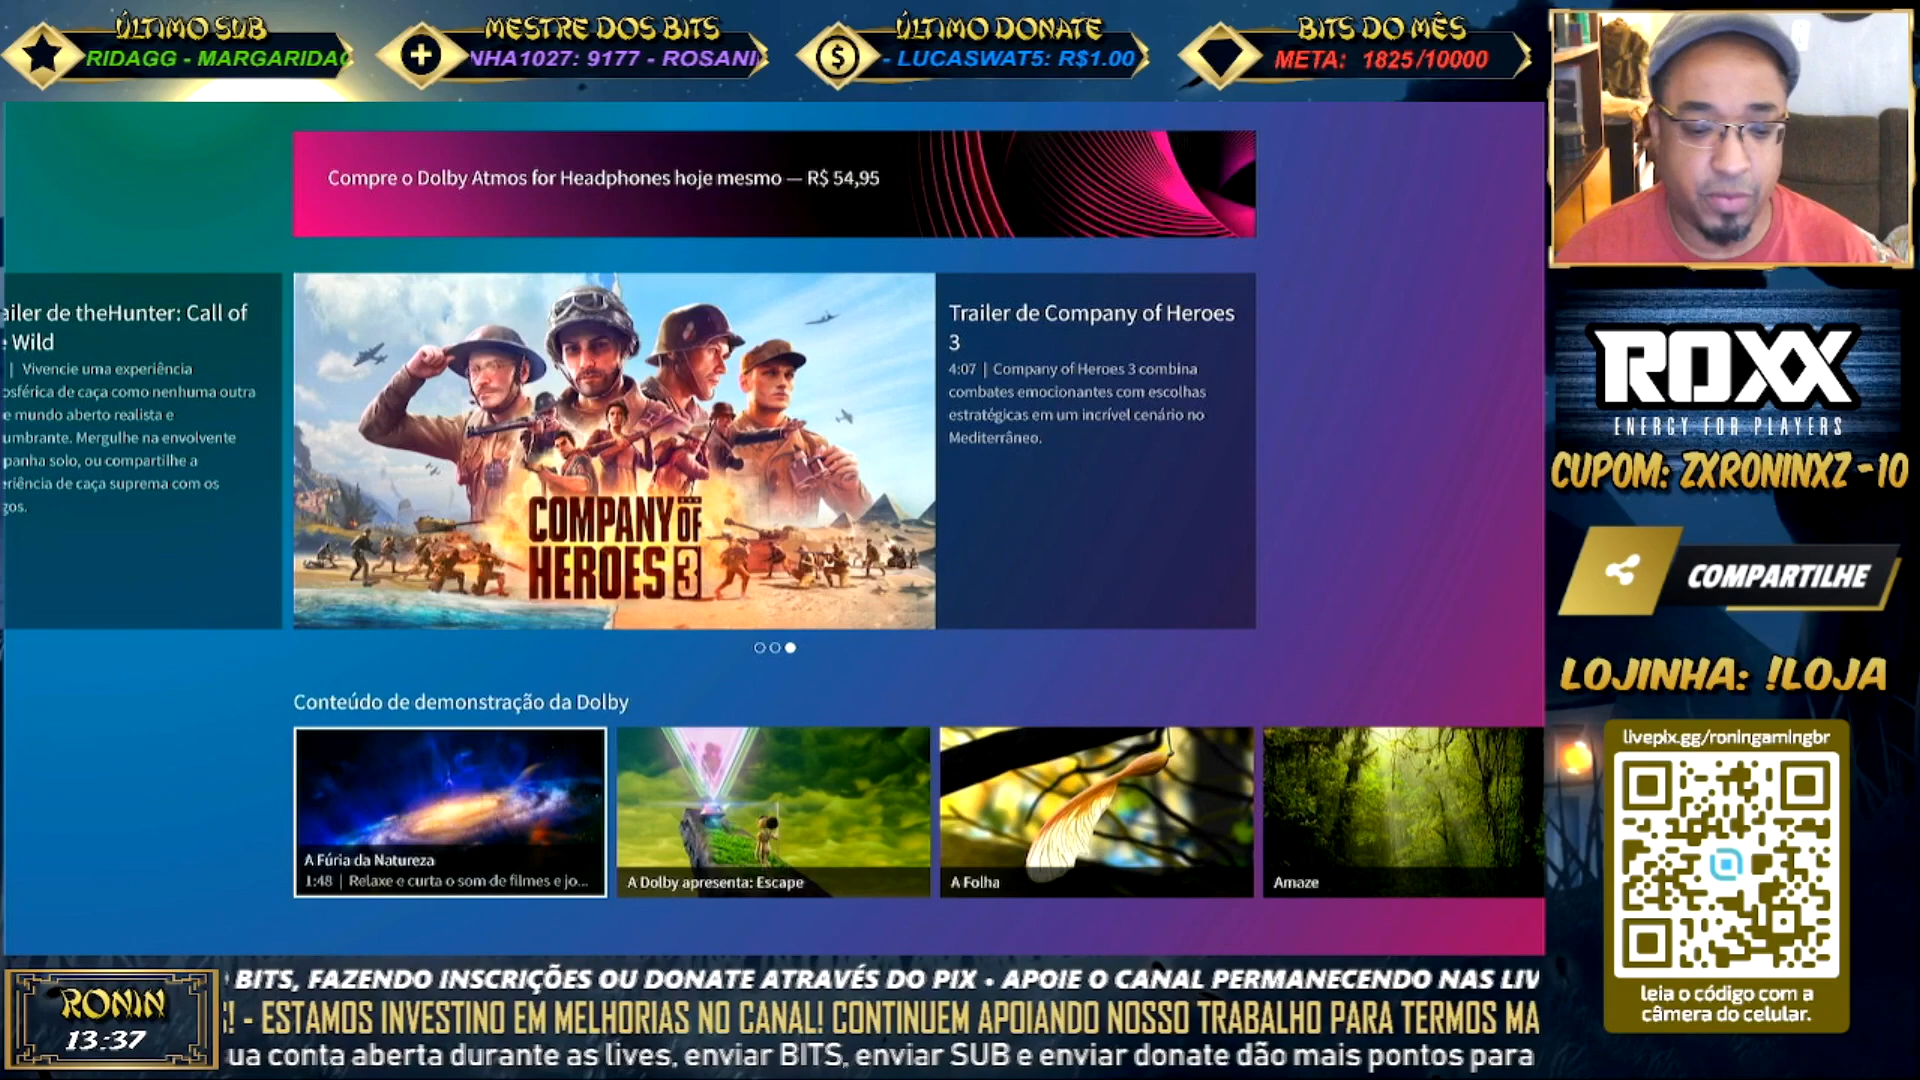 ÚLTIMO SUB
RIDAGG - MARGARIDAG
MESTRE DOS BITS
NHA1027: 9177 - ROSANI
ÚLTIMO DONATE
- LUCASWAT5: R$1.00
BITS DO MÊS
META: 1825/10000
Compre o Dolby Atmos for Headphones hoje mesmo — R$ 54,95
ailer de theHunter: Call of
e Wild
| Vivencie uma experiência
osférica de caça como nenhuma outra
e mundo aberto realista e
umbrante. Mergulhe na envolvente
panha solo, ou compartilhe a
riência de caça suprema com os
gos.
COMPANY OF
HEROES 3
Trailer de Company of Heroes
3
4:07 | Company of Heroes 3 combina
combates emocionantes com escolhas
estratégicas em um incrível cenário no
Mediterrâneo.
Conteúdo de demonstração da Dolby
A Fúria da Natureza
1:48 | Relaxe e curta o som de filmes e jo...
A Dolby apresenta: Escape
A Folha
Amaze
ROXX
ENERGY FOR PLAYERS
CUPOM: ZXRONINXZ -10
COMPARTILHE
LOJINHA: !LOJA
livepix.gg/roningamingbr
leia o código com a
câmera do celular.
RONIN
13:37
BITS, FAZENDO INSCRIÇÕES OU DONATE ATRAVÉS DO PIX • APOIE O CANAL PERMANECENDO NAS LIV
! - ESTAMOS INVESTINO EM MELHORIAS NO CANAL! CONTINUEM APOIANDO NOSSO TRABALHO PARA TERMOS MA
ua conta aberta durante as lives, enviar BITS, enviar SUB e enviar donate dão mais pontos para